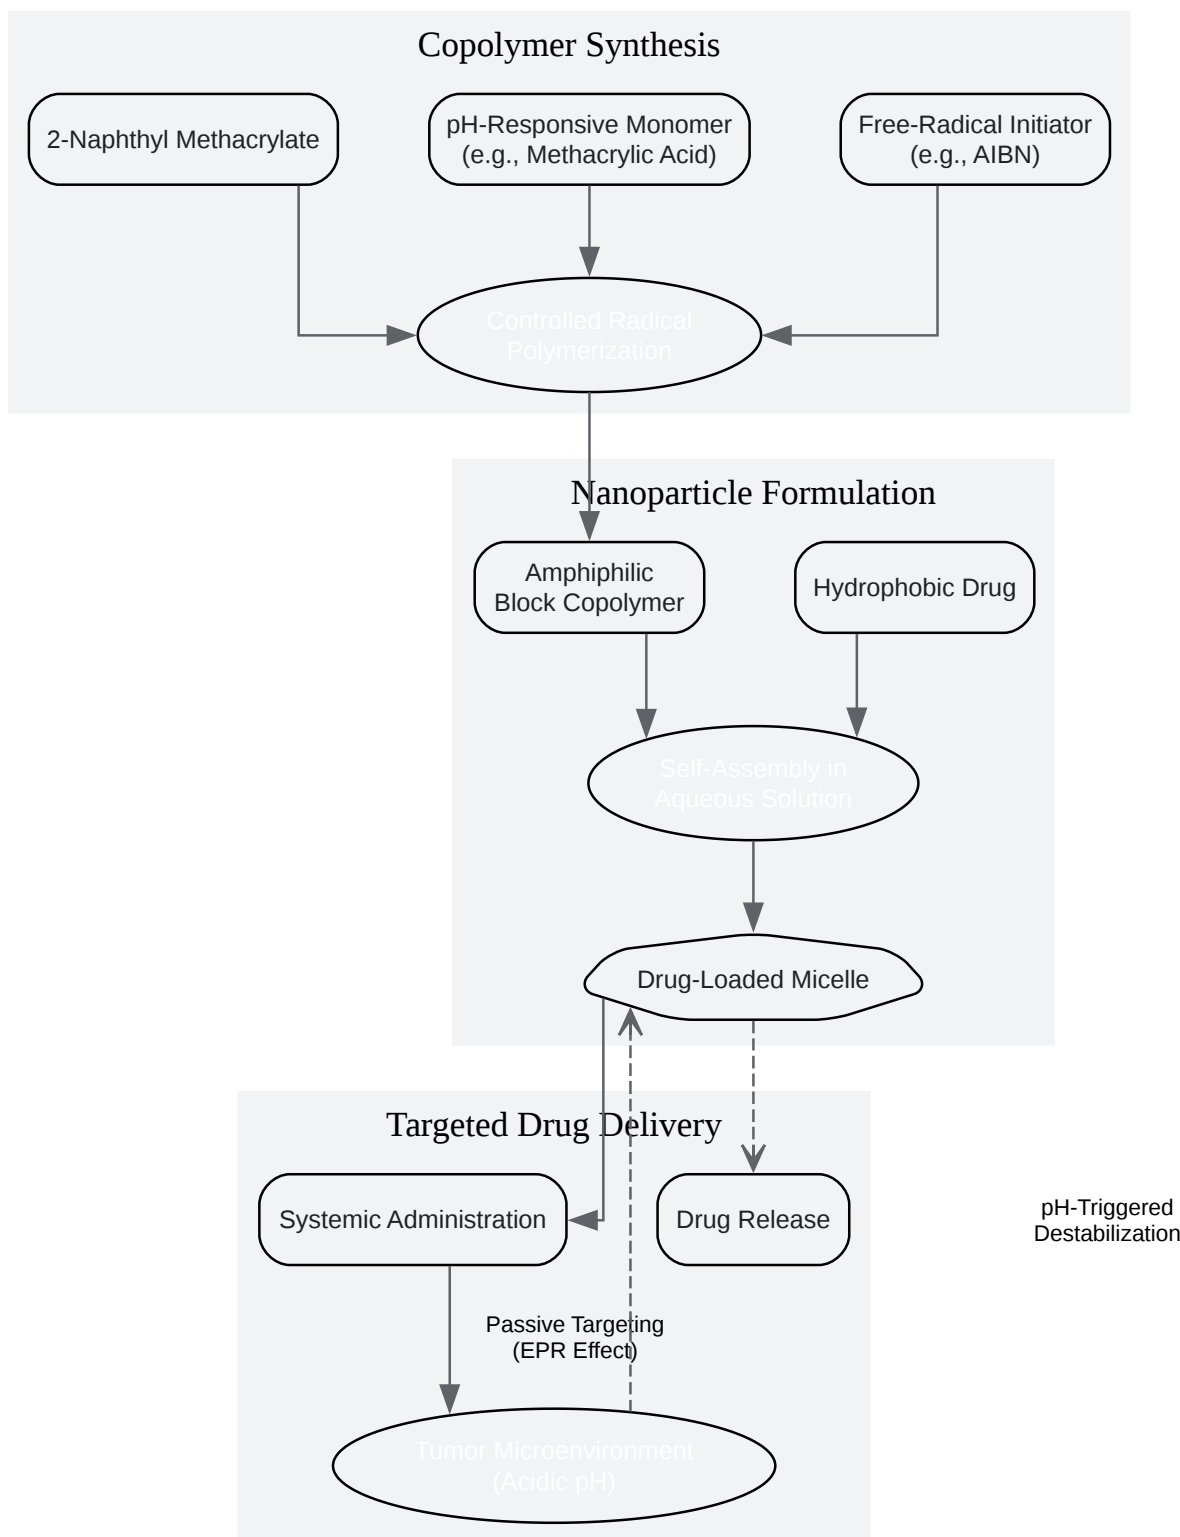 Copolymer Synthesis
2-Naphthyl Methacrylate
pH-Responsive Monomer
(e.g., Methacrylic Acid)
Free-Radical Initiator
(e.g., AIBN)
Controlled Radical
Polymerization
Nanoparticle Formulation
Amphiphilic
Block Copolymer
Hydrophobic Drug
Self-Assembly in
Aqueous Solution
Drug-Loaded Micelle
Targeted Drug Delivery
Systemic Administration
Drug Release
pH-Triggered
Destabilization
Passive Targeting
(EPR Effect)
Tumor Microenvironment
(Acidic pH)